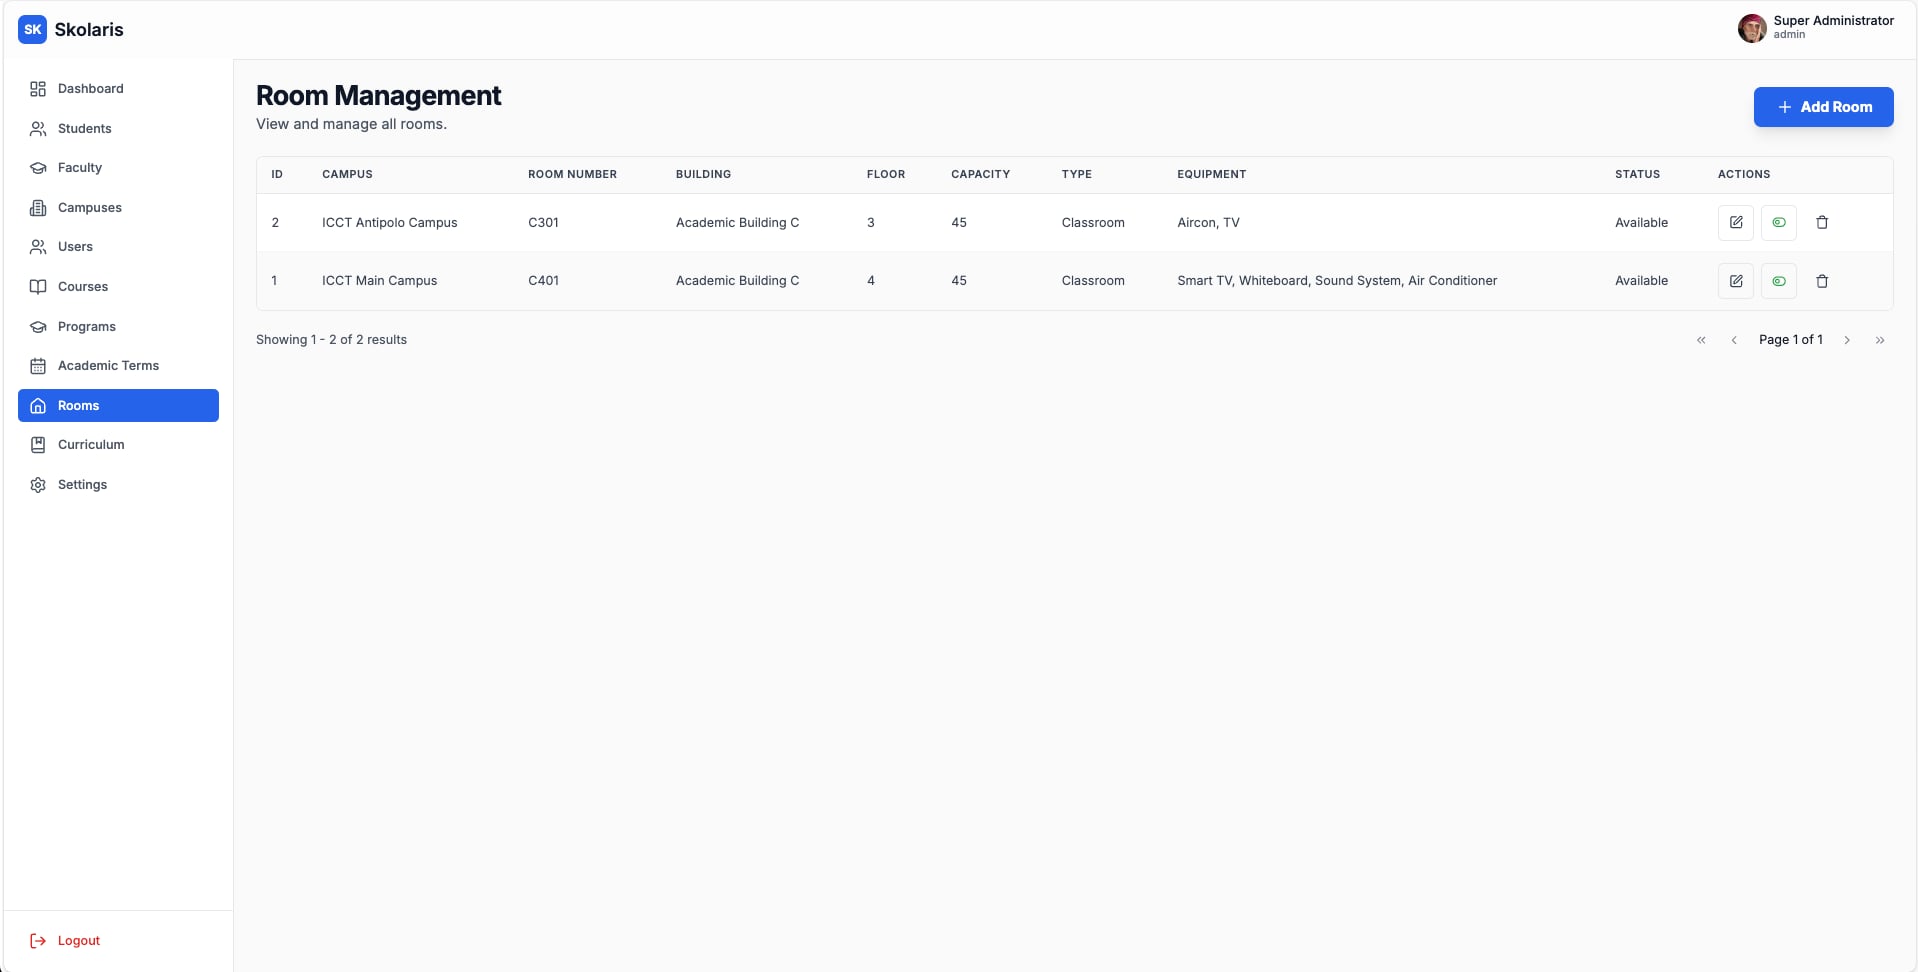 SK Skolaris
Super Administrator
admin
Dashboard
Students
Faculty
Campuses
Users
Courses
Programs
Academic Terms
Rooms
Curriculum
Settings
Logout
Room Management
View and manage all rooms.
Add Room
ID CAMPUS ROOM NUMBER BUILDING FLOOR CAPACITY TYPE EQUIPMENT STATUS ACTIONS
2 ICCT Antipolo Campus C301 Academic Building C 3 45 Classroom Aircon, TV Available
1 ICCT Main Campus C401 Academic Building C 4 45 Classroom Smart TV, Whiteboard, Sound System, Air Conditioner Available
Showing 1 - 2 of 2 results
« ‹ Page 1 of 1 › »